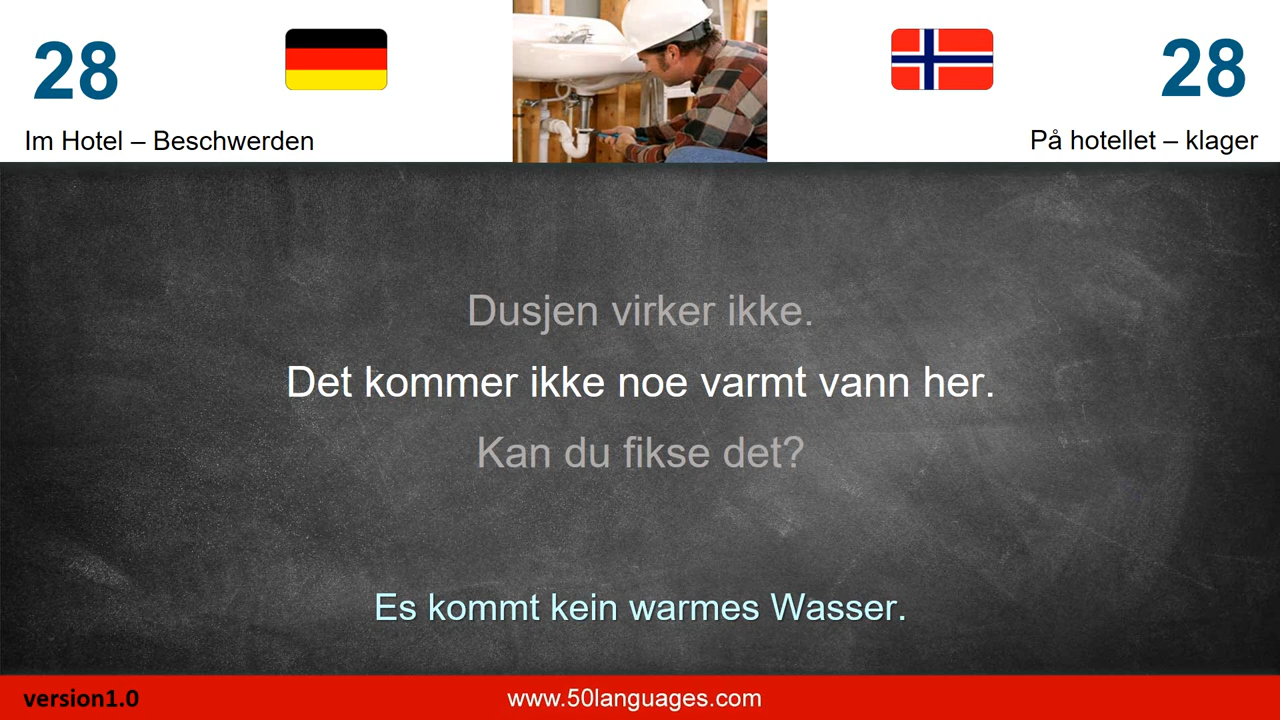 28
28
Im Hotel – Beschwerden
På hotellet – klager
Dusjen virker ikke.
Det kommer ikke noe varmt vann her.
Kan du fikse det?
Es kommt kein warmes Wasser.
version1.0
www.50languages.com